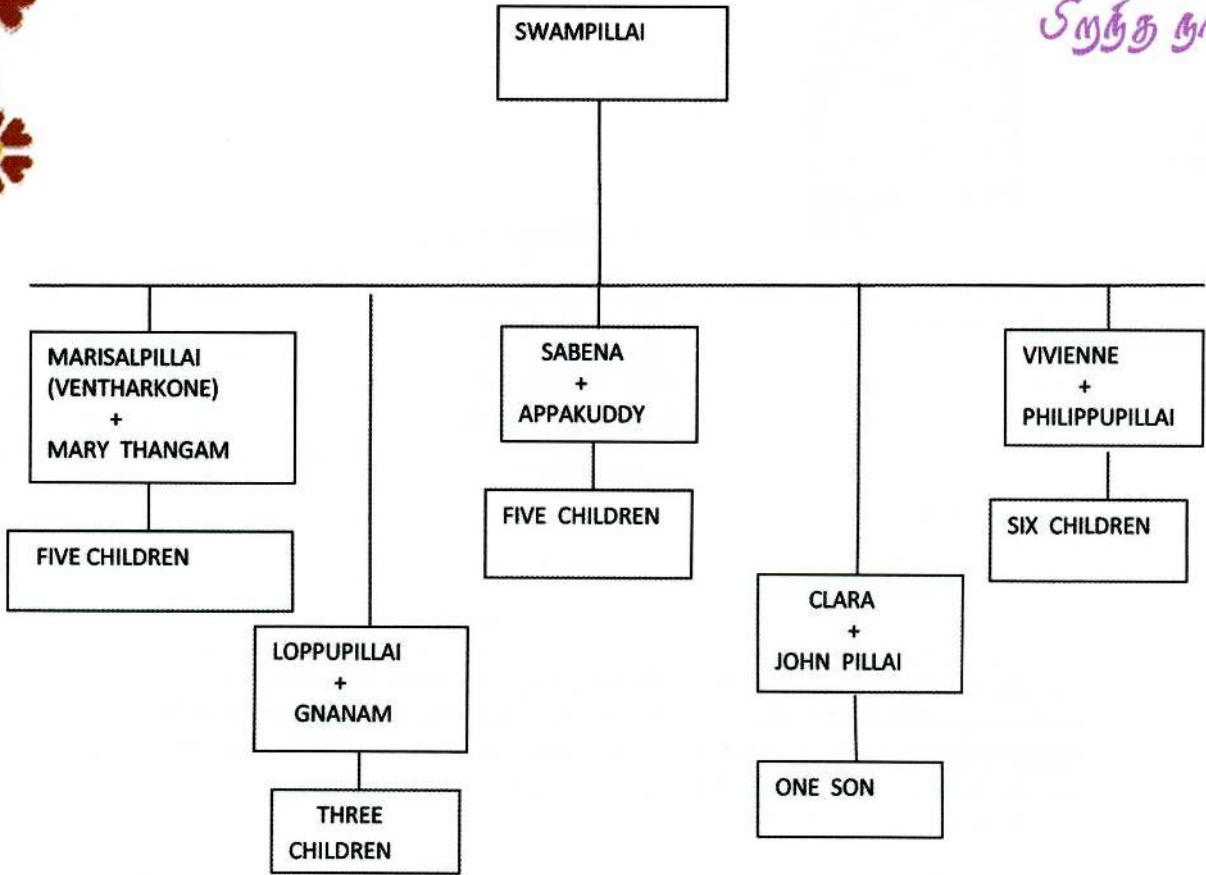 SWAMPILLAI
பிறந்த
MARISALPILLAI
(VENTHARKONE)
+
MARY THANGAM
FIVE CHILDREN
LOPPUPILLAI
+
GNANAM
THREE
CHILDREN
SABENA
+
APPAKUDDY
FIVE CHILDREN
CLARA
+
JOHN PILLAI
ONE SON
VIVIENNE
+
PHILIPPUPILLAI
SIX CHILDREN